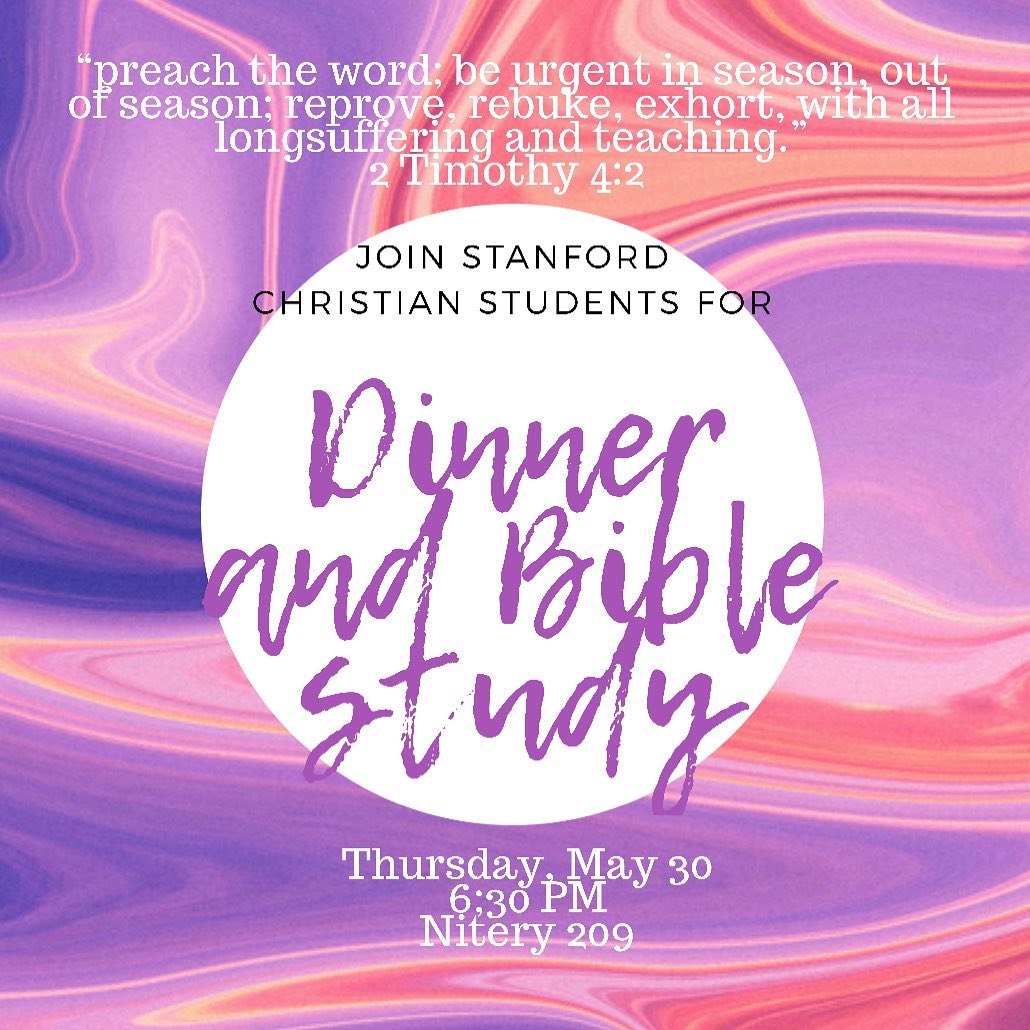 “preach the word; be urgent in season, out
of season; reprove, rebuke, exhort, with all
longsuffering and teaching.”
2 Timothy 4:2
JOIN STANFORD
CHRISTIAN STUDENTS FOR
Dinner
and Bible
study
Thursday, May 30
6:30 PM
Nitery 209